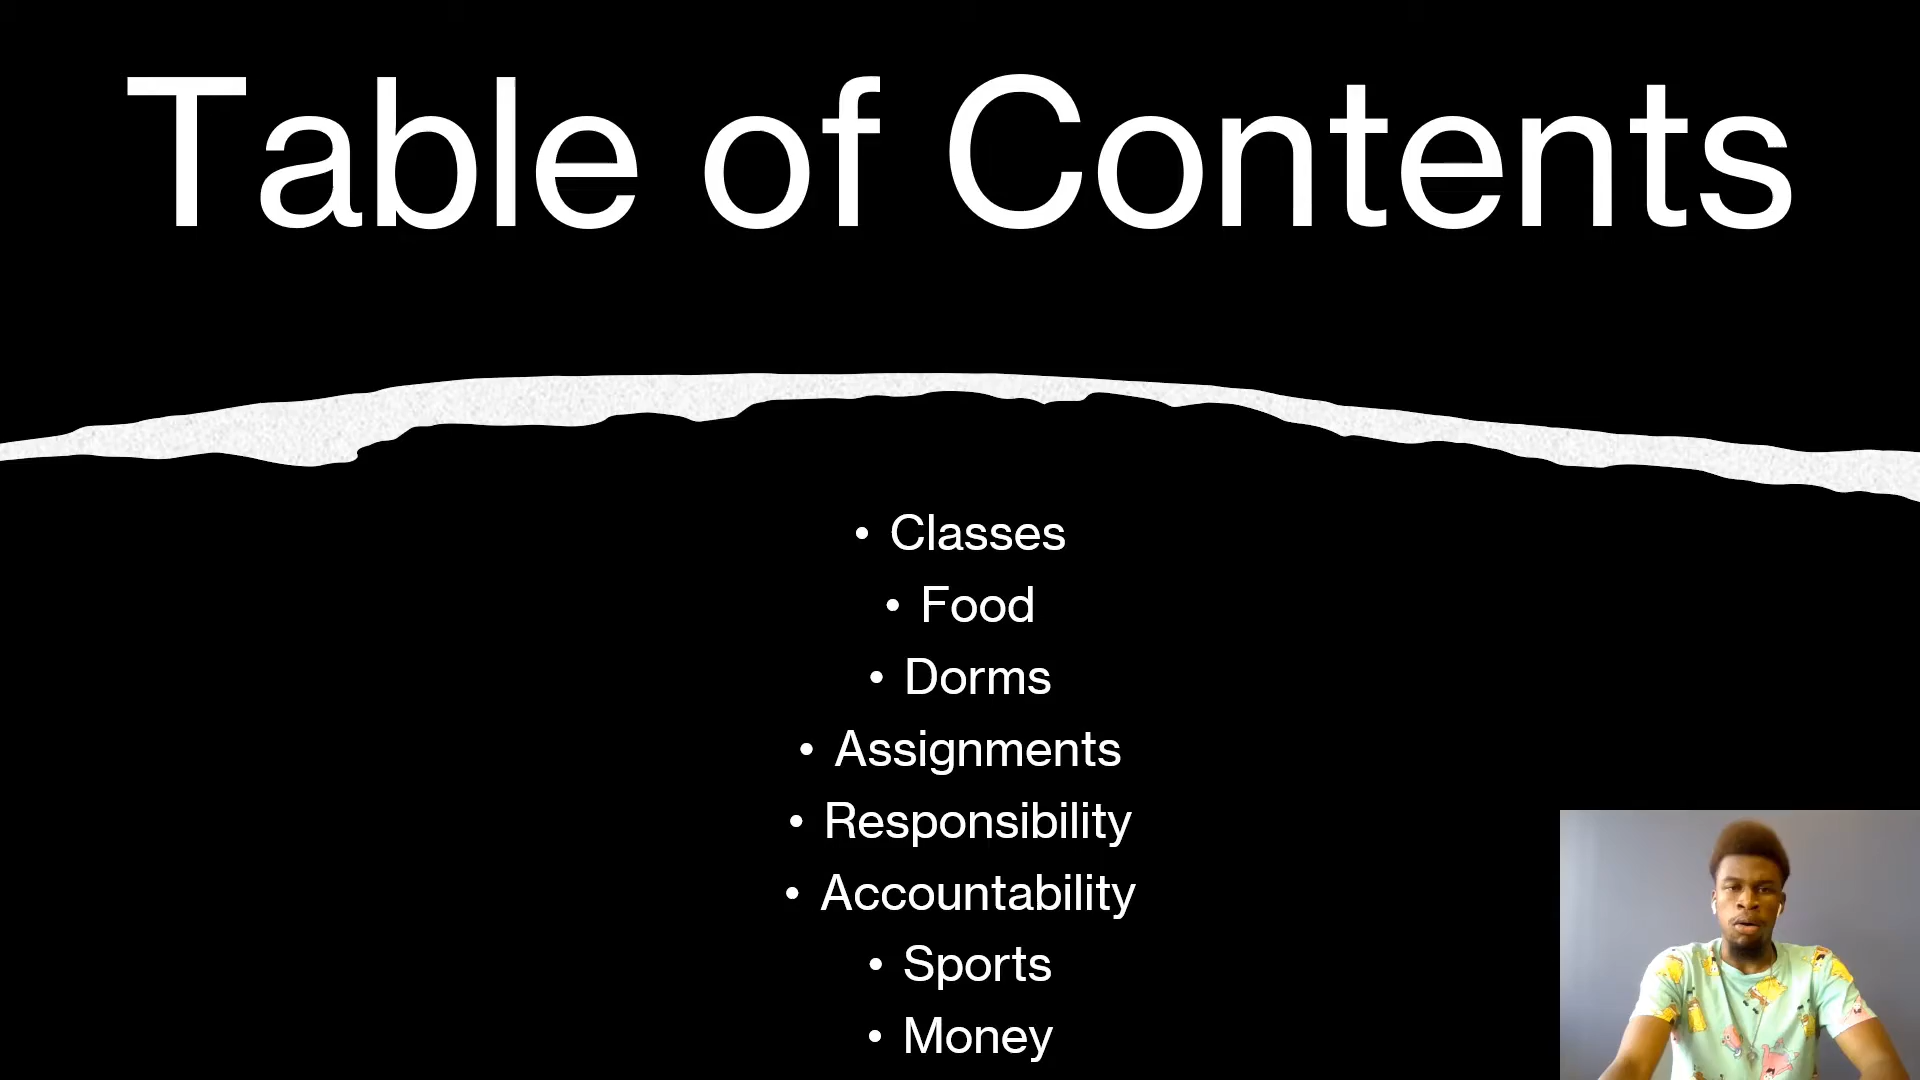 Table of Contents
• Classes
• Food
• Dorms
• Assignments
• Responsibility
• Accountability
• Sports
• Money